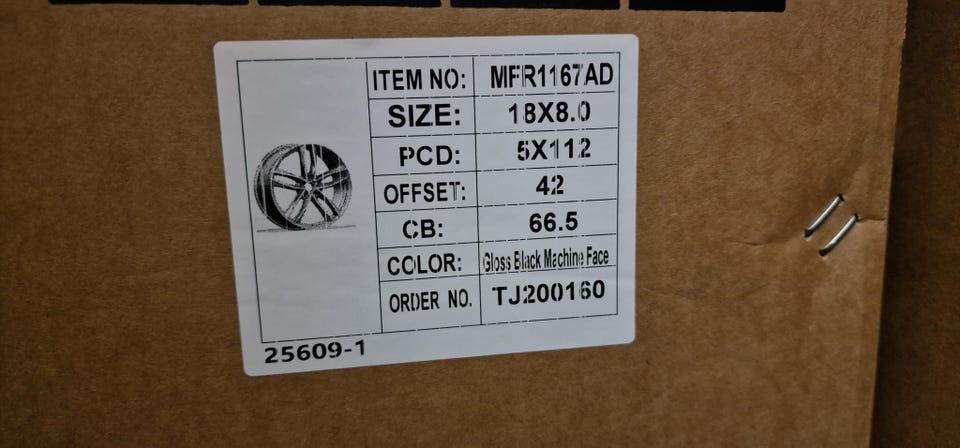 ITEM NO: MFR1167AD
SIZE: 18X8.0
PCD: 5X112
OFFSET: 42
CB: 66.5
COLOR: Gloss Black Machine Face
ORDER NO. TJ200160
25609-1